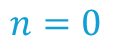 n = 0